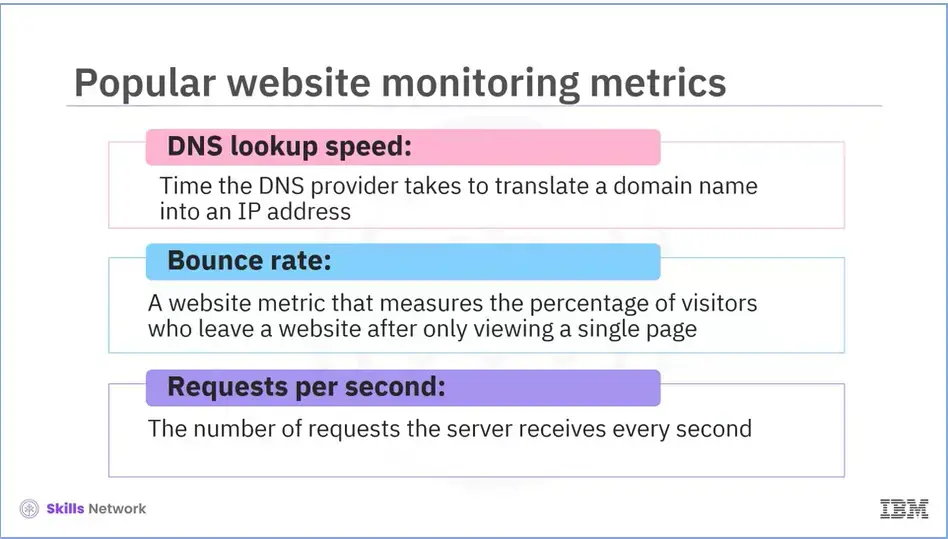 Popular website monitoring metrics
DNS lookup speed:
Time the DNS provider takes to translate a domain name
into an IP address
Bounce rate:
A website metric that measures the percentage of visitors
who leave a website after only viewing a single page
Requests per second:
The number of requests the server receives every second
Skills Network
IBM